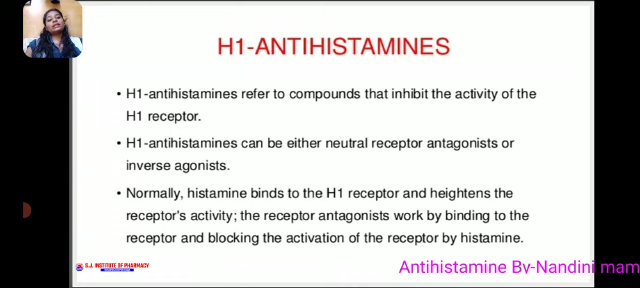 H1-ANTIHISTAMINES
• H1-antihistamines refer to compounds that inhibit the activity of the
H1 receptor.
• H1-antihistamines can be either neutral receptor antagonists or
inverse agonists.
• Normally, histamine binds to the H1 receptor and heightens the
receptor's activity; the receptor antagonists work by binding to the
receptor and blocking the activation of the receptor by histamine.
S.J. INSTITUTE OF PHARMACY
Antihistamine By-Nandini mam